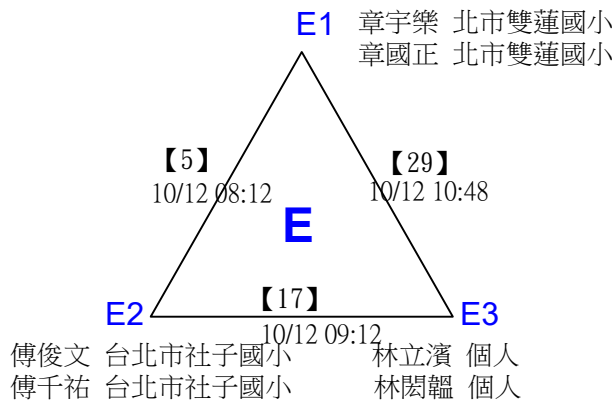 E1 章宇樂 北市雙蓮國小
章國正 北市雙蓮國小
【5】 【29】
10/12 08:12 10/12 10:48
E
【17】
E2 E3
10/12 09:12
傅俊文 台北市社子國小 林立濱 個人
傅千祐 台北市社子國小 林閎韞 個人